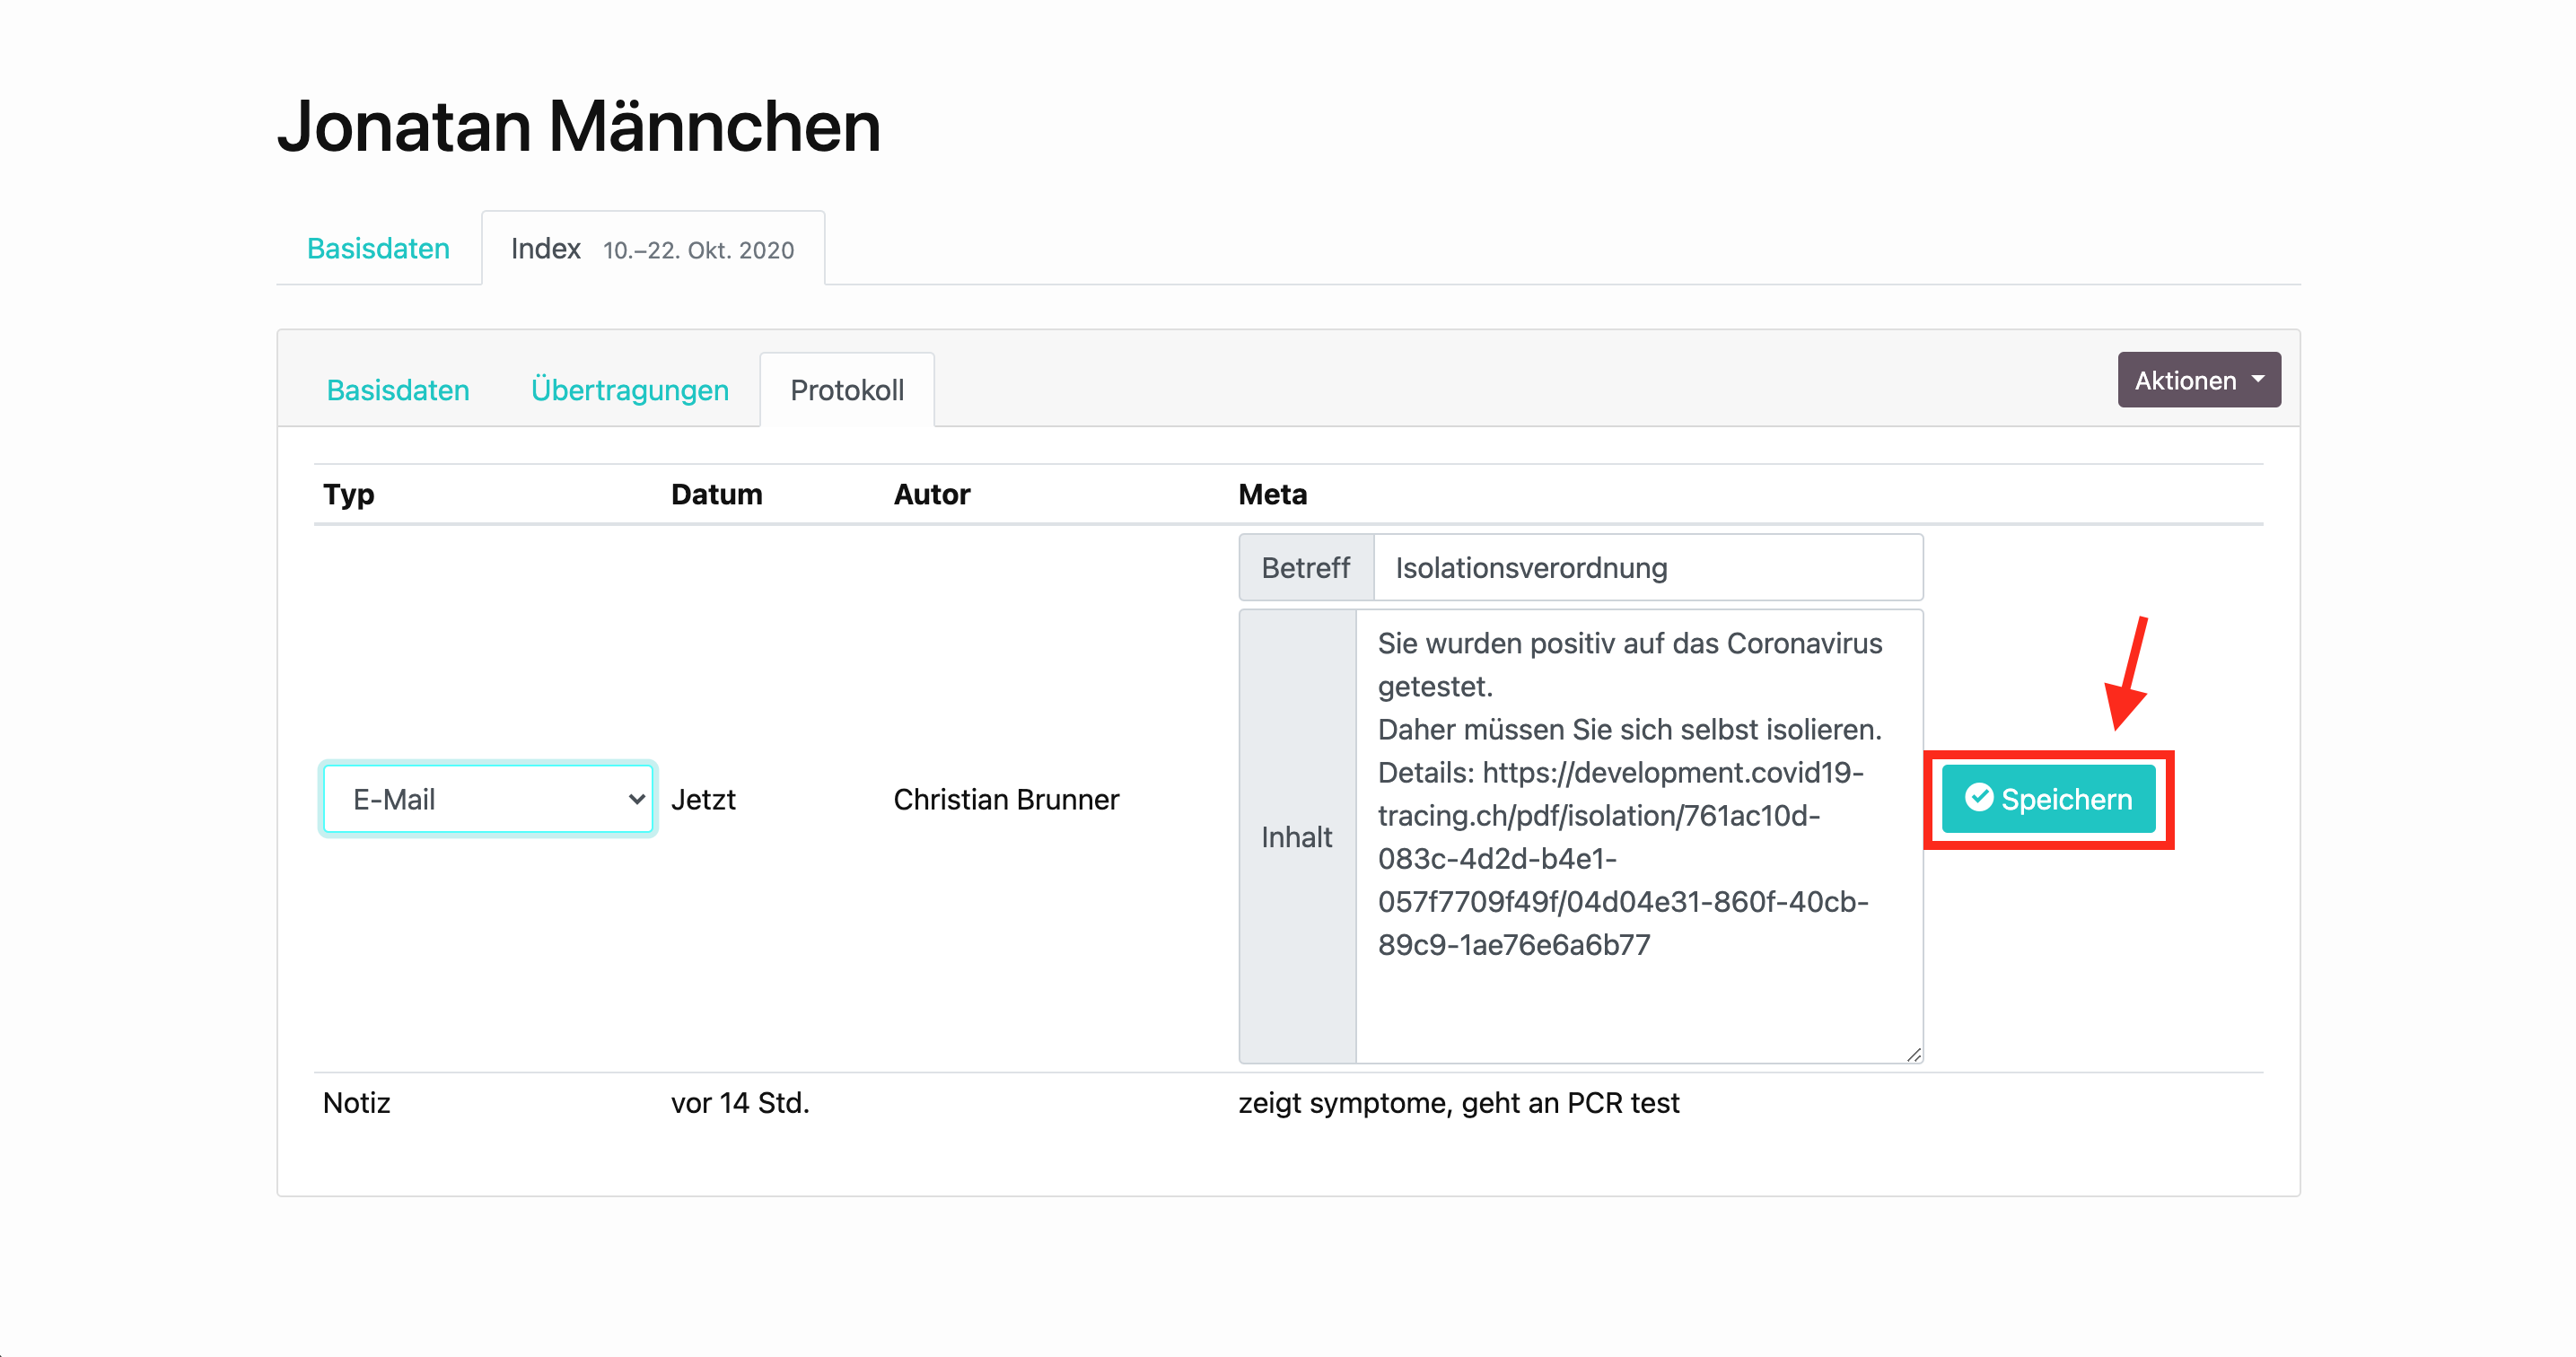 Jonatan Männchen
Basisdaten Index 10.–22. Okt. 2020
Basisdaten Übertragungen Protokoll Aktionen
Typ Datum Autor Meta
Betreff Isolationsverordnung
Sie wurden positiv auf das Coronavirus
getestet.
Daher müssen Sie sich selbst isolieren.
Details: https://development.covid19-
tracing.ch/pdf/isolation/761ac10d-
083c-4d2d-b4e1-
057f7709f49f/04d04e31-860f-40cb-
89c9-1ae76e6a6b77
E-Mail Jetzt Christian Brunner Inhalt Speichern
Notiz vor 14 Std. zeigt symptome, geht an PCR test